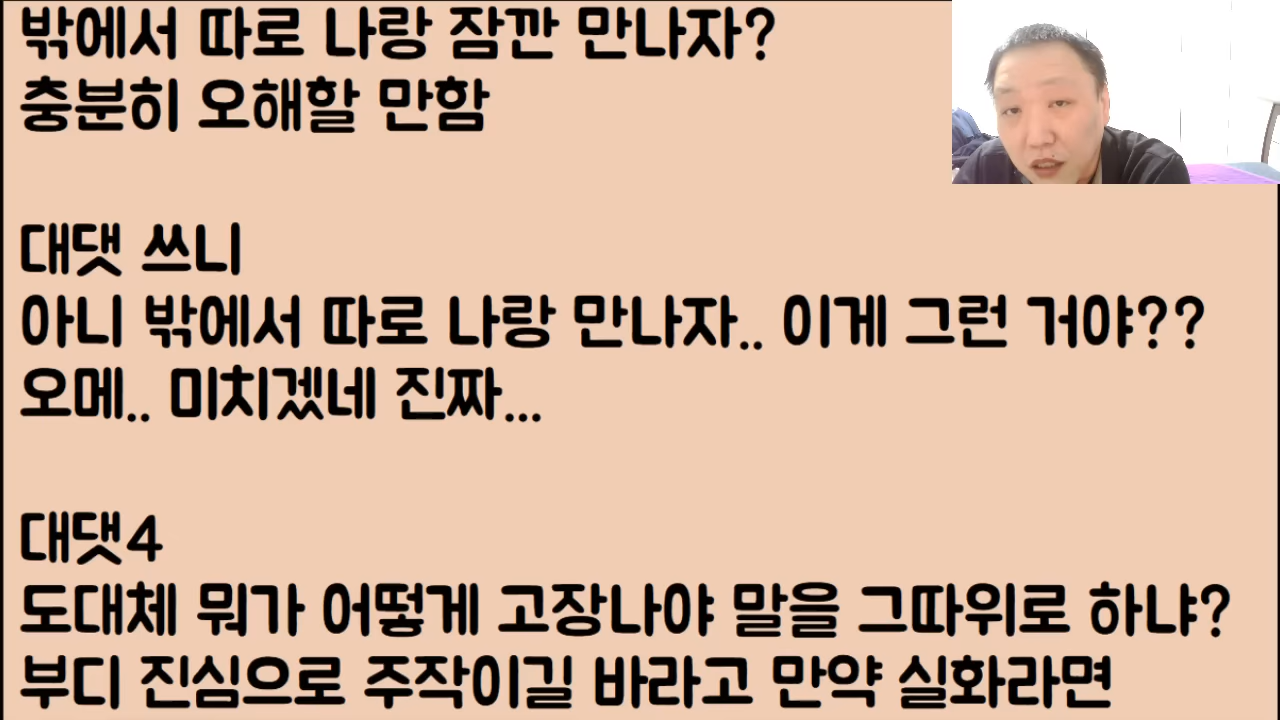 밖에서 따로 나랑 잠깐 만나자?
충분히 오해할 만함
대댓 쓰니
아니 밖에서 따로 나랑 만나자.. 이게 그런 거야??
오메.. 미치겠네 진짜...
대댓4
도대체 뭐가 어떻게 고장나야 말을 그따위로 하냐?
부디 진심으로 주작이길 바라고 만약 실화라면